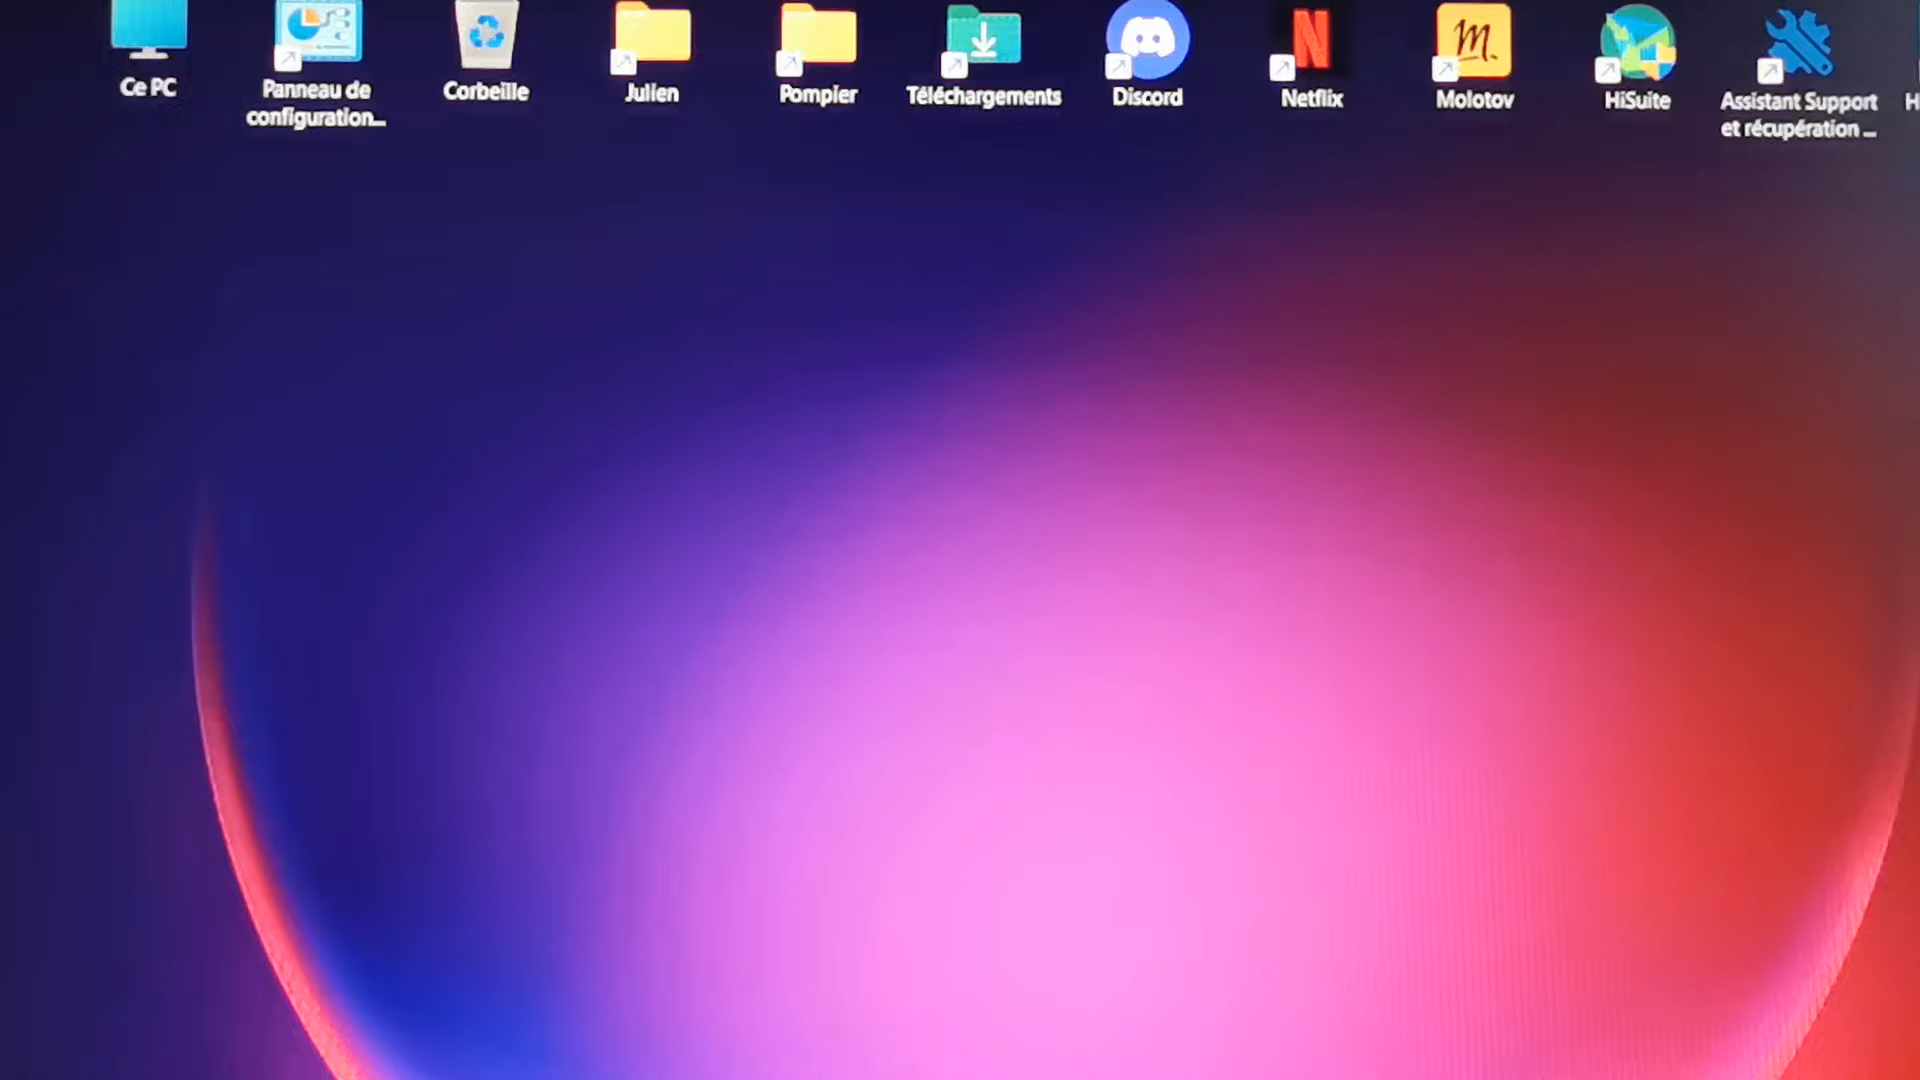 Ce PC
Panneau de
configuration...
Corbeille
Julien
Pompier
Téléchargements
Discord
Netflix
Molotov
HiSuite
Assistant Support
et récupération ...
N
m.